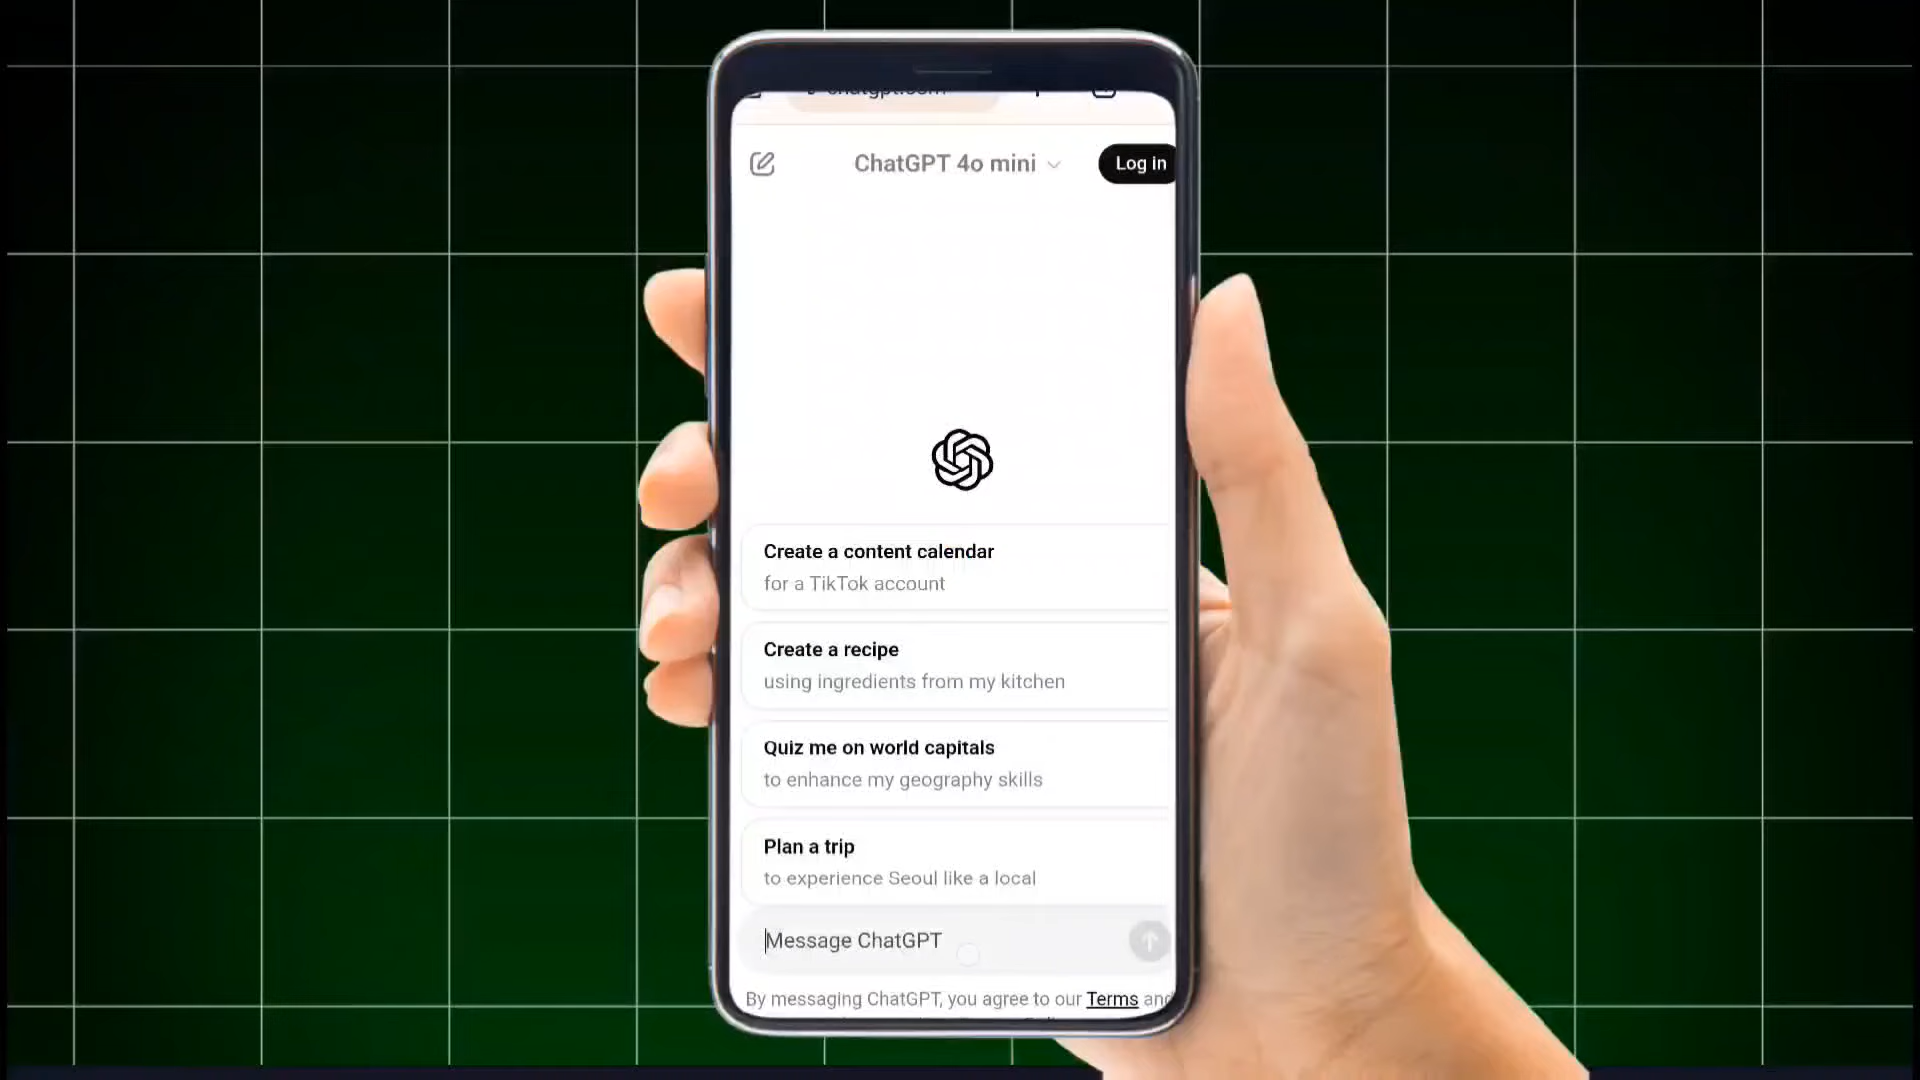 ChatGPT 4o mini
Log in
Create a content calendar
for a TikTok account
Create a recipe
using ingredients from my kitchen
Quiz me on world capitals
to enhance my geography skills
Plan a trip
to experience Seoul like a local
Message ChatGPT
By messaging ChatGPT, you agree to our Terms and